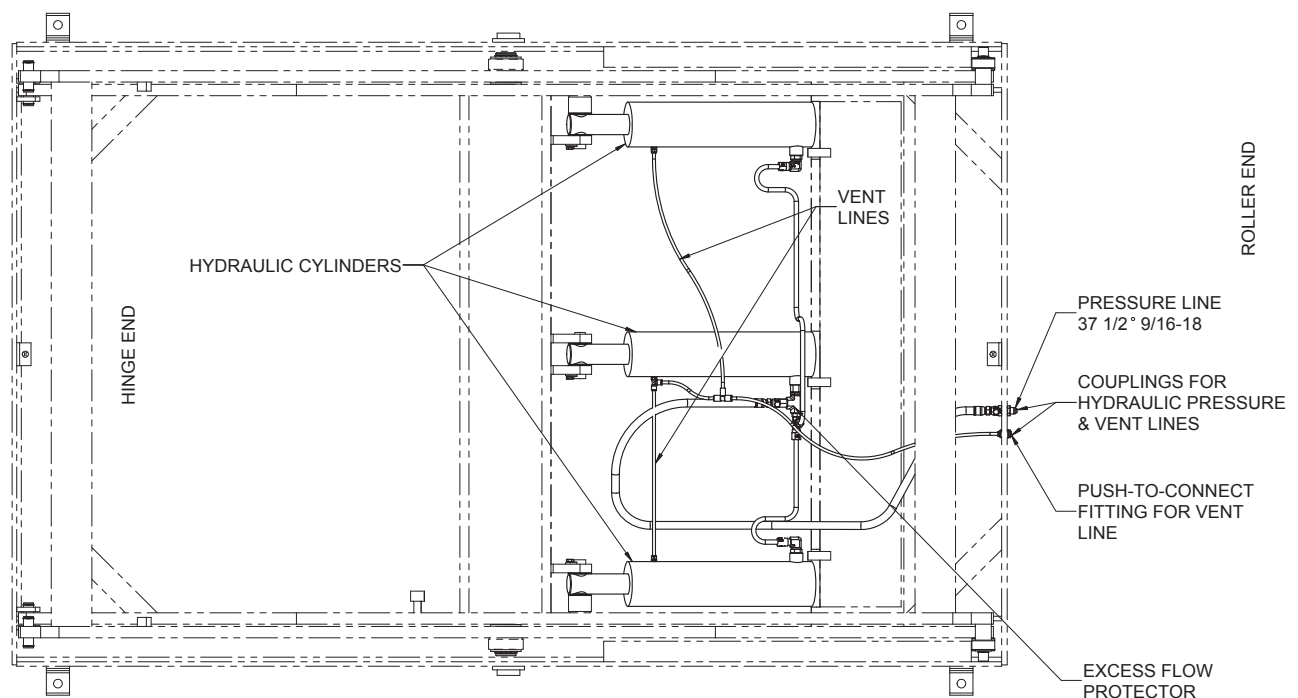 HYDRAULIC CYLINDERS
HINGE END
VENT
LINES
ROLLER END
PRESSURE LINE
37 1/2° 9/16-18
COUPLINGS FOR
HYDRAULIC PRESSURE
& VENT LINES
PUSH-TO-CONNECT
FITTING FOR VENT
LINE
EXCESS FLOW
PROTECTOR